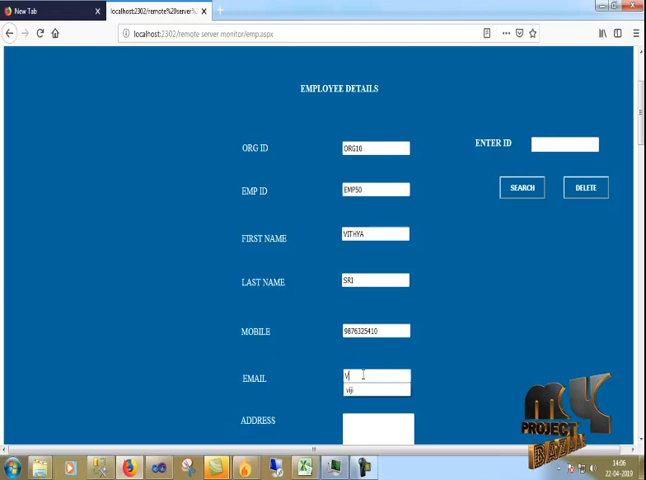 New Tab
localhost:2302/remote%20server%
localhost:2302/remote server monitor/emp.aspx
EMPLOYEE DETAILS
ORG ID
ORG10
ENTER ID
EMP ID
EMP50
SEARCH
DELETE
FIRST NAME
VITHYA
LAST NAME
SRI
MOBILE
9876325410
EMAIL
V
viji
ADDRESS
MY
PROJECT
BAZAAR
14:06
22-04-2019